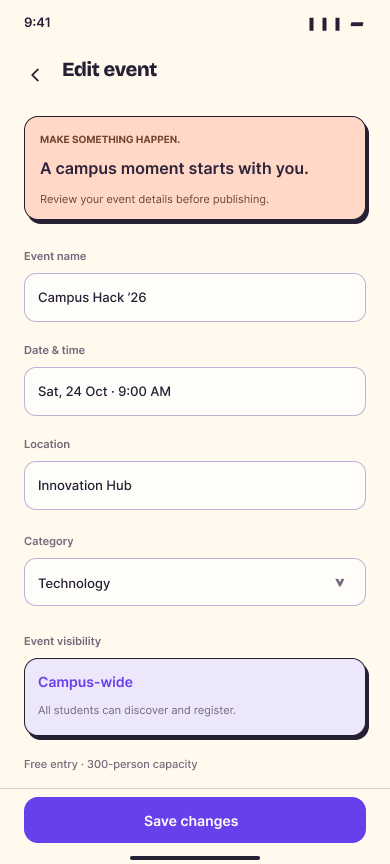 9:41
Edit event
MAKE SOMETHING HAPPEN.
A campus moment starts with you.
Review your event details before publishing.
Event name
Campus Hack ’26
Date & time
Sat, 24 Oct · 9:00 AM
Location
Innovation Hub
Category
Technology
Event visibility
Campus-wide
All students can discover and register.
Free entry · 300-person capacity
Save changes